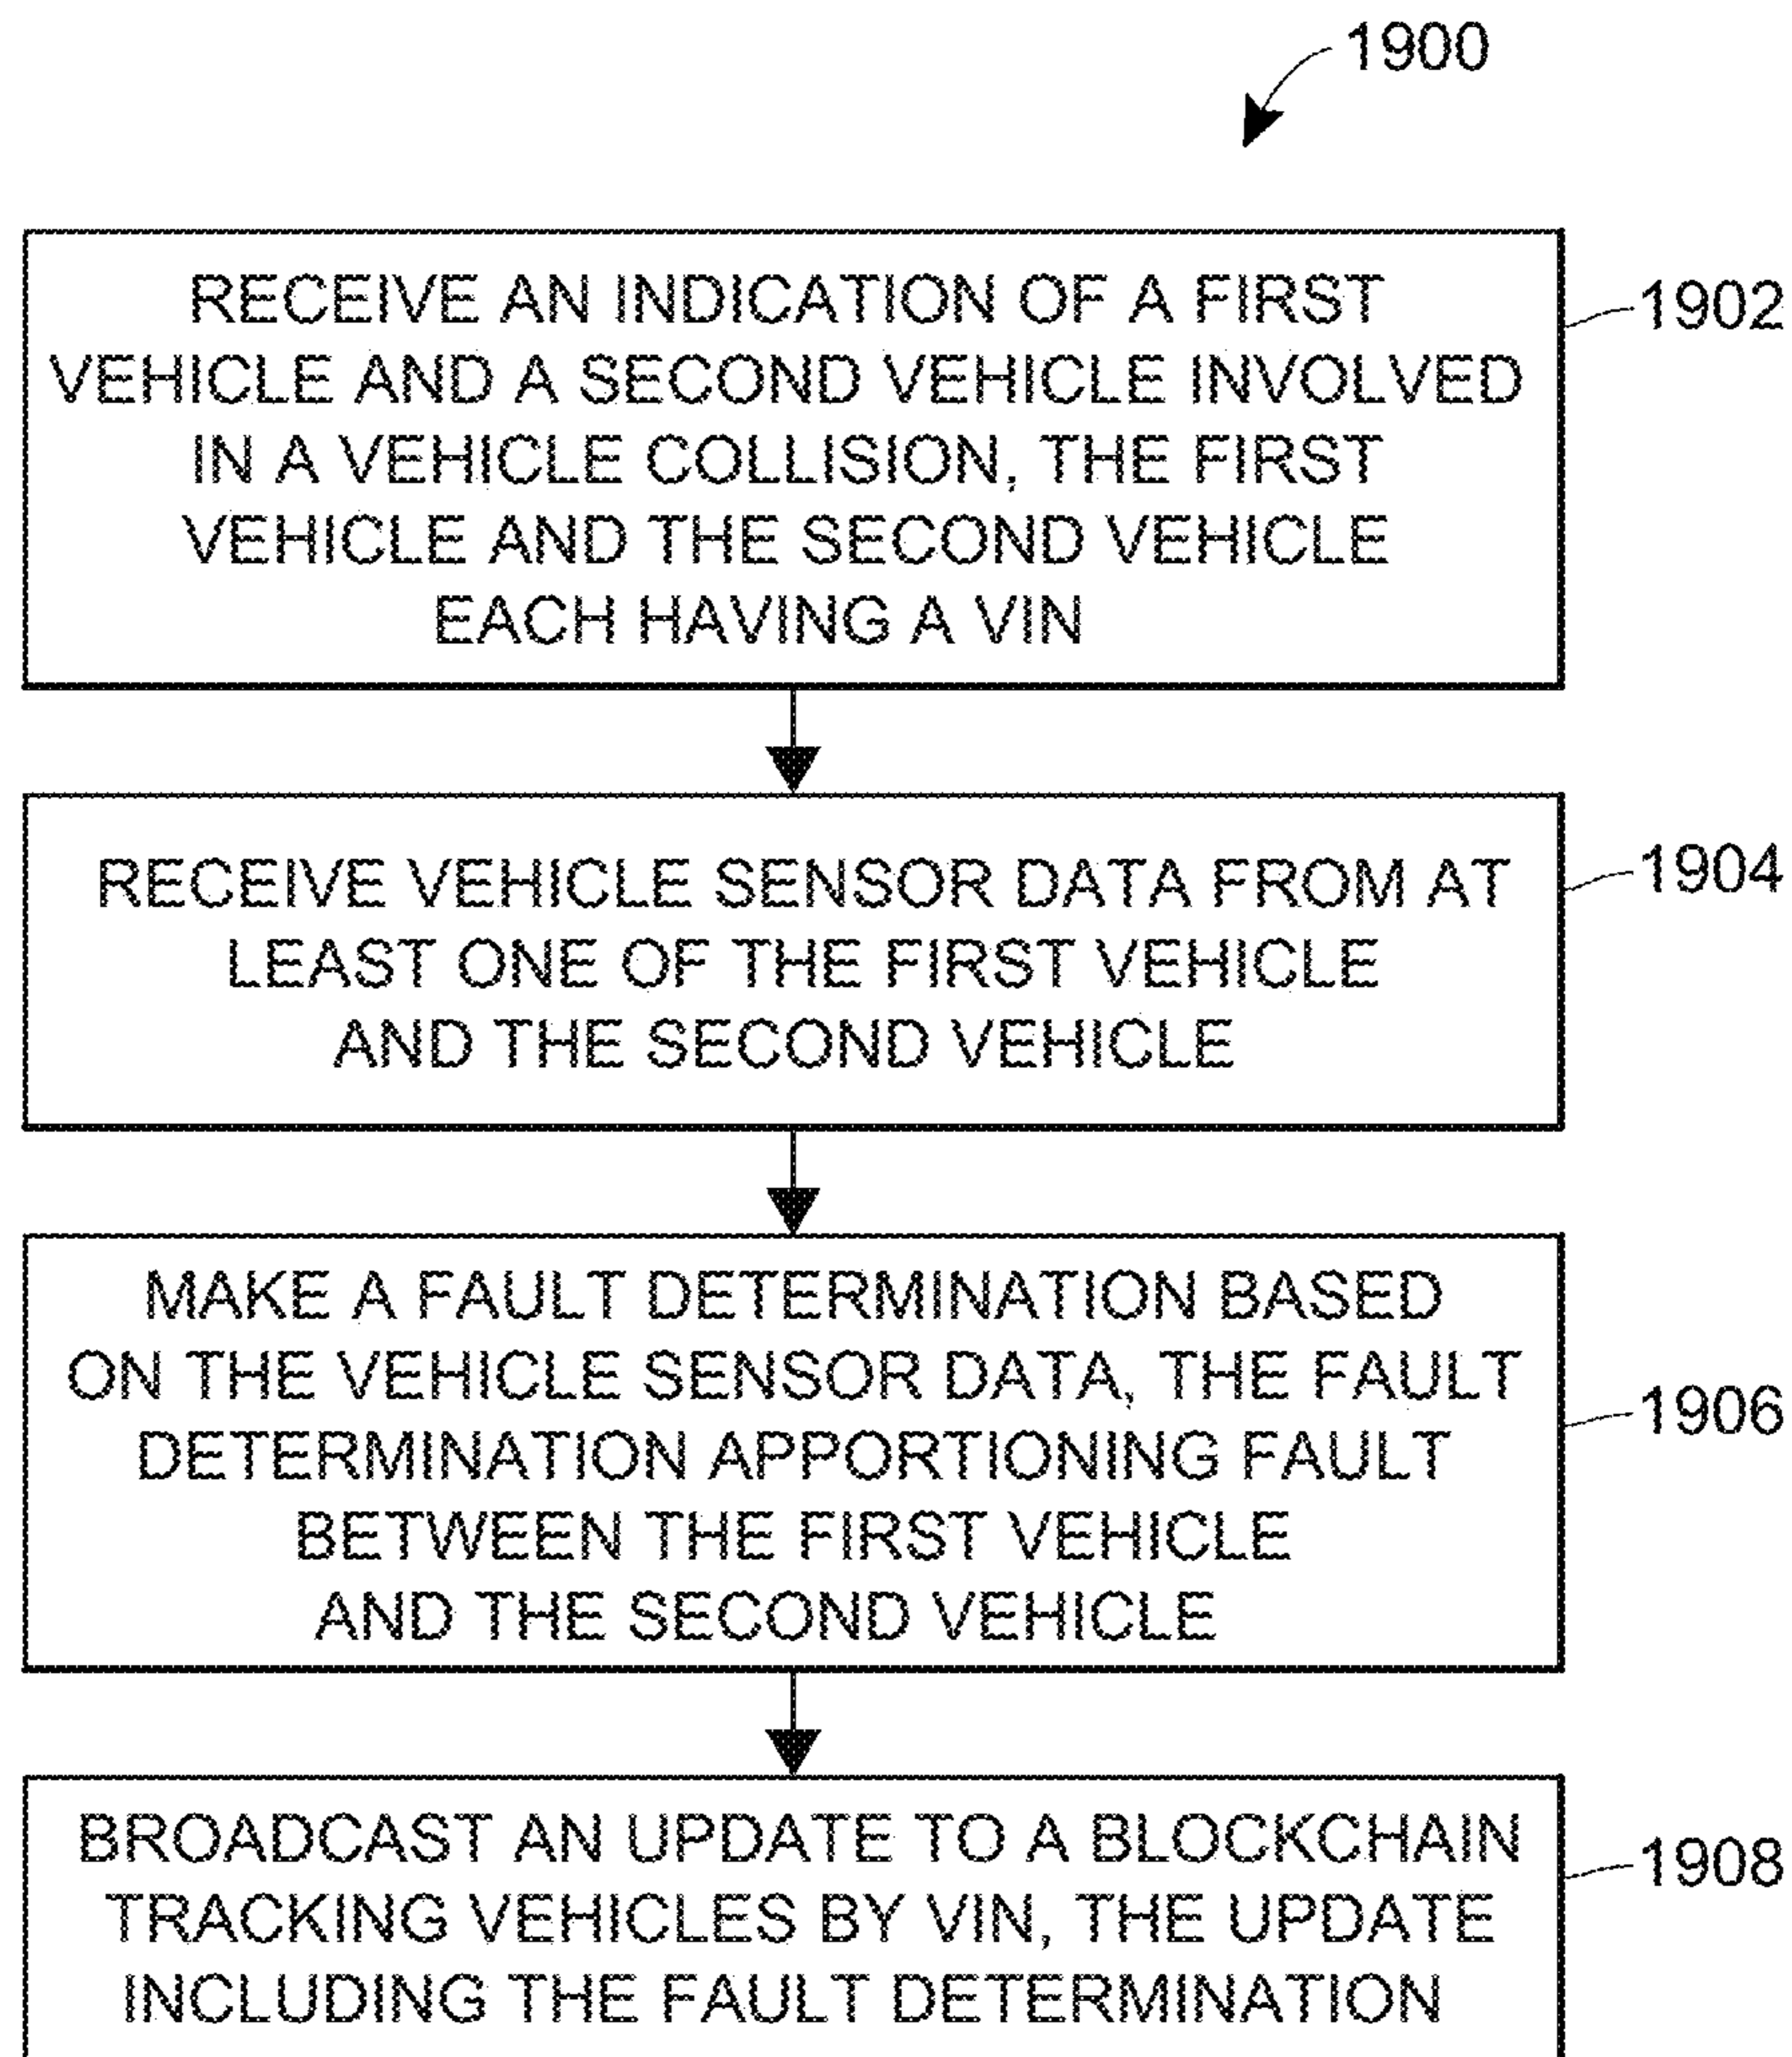 1900
RECEIVE AN INDICATION OF A FIRST
VEHICLE AND A SECOND VEHICLE INVOLVED
IN A VEHICLE COLLISION, THE FIRST
VEHICLE AND THE SECOND VEHICLE
EACH HAVING A VIN
1902
RECEIVE VEHICLE SENSOR DATA FROM AT
LEAST ONE OF THE FIRST VEHICLE
AND THE SECOND VEHICLE
1904
MAKE A FAULT DETERMINATION BASED
ON THE VEHICLE SENSOR DATA, THE FAULT
DETERMINATION APPORTIONING FAULT
BETWEEN THE FIRST VEHICLE
AND THE SECOND VEHICLE
1906
BROADCAST AN UPDATE TO A BLOCKCHAIN
TRACKING VEHICLES BY VIN, THE UPDATE
INCLUDING THE FAULT DETERMINATION
1908